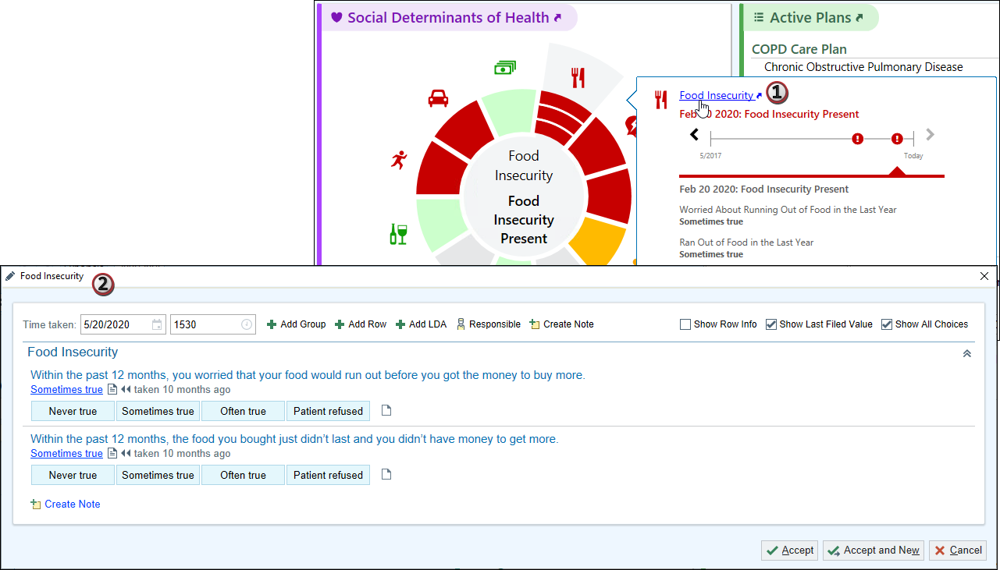 Social Determinants of Health
Active Plans
COPD Care Plan
Chronic Obstructive Pulmonary Disease
Food Insecurity
1
Feb 20 2020: Food Insecurity Present
5/2017
Today
Feb 20 2020: Food Insecurity Present
Worried About Running Out of Food in the Last Year
Sometimes true
Ran Out of Food in the Last Year
Sometimes true
Food
Insecurity
Food
Insecurity
Present
Food Insecurity
2
Time taken: 5/20/2020 1530 Add Group Add Row Add LDA Responsible Create Note Show Row Info Show Last Filed Value Show All Choices
Food Insecurity
Within the past 12 months, you worried that your food would run out before you got the money to buy more.
Sometimes true taken 10 months ago
Never true Sometimes true Often true Patient refused
Within the past 12 months, the food you bought just didn't last and you didn't have money to get more.
Sometimes true taken 10 months ago
Never true Sometimes true Often true Patient refused
Create Note
Accept Accept and New Cancel